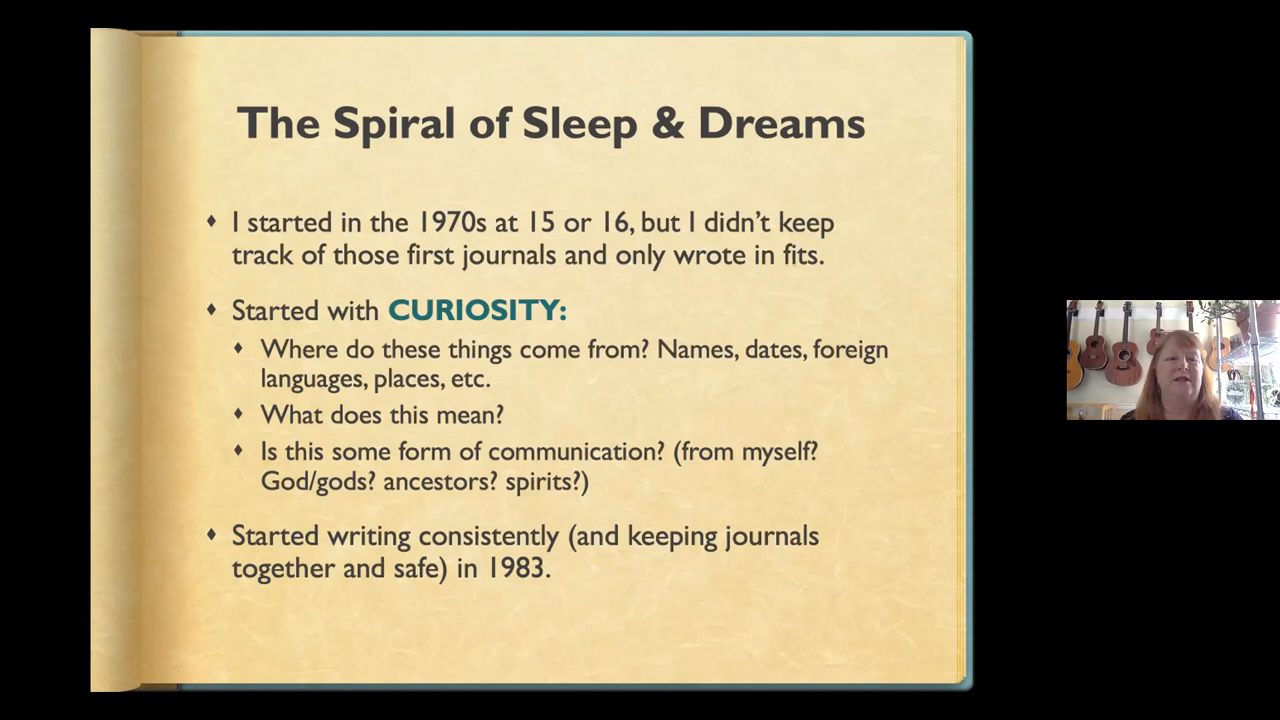 The Spiral of Sleep & Dreams
I started in the 1970s at 15 or 16, but I didn’t keep
track of those first journals and only wrote in fits.
Started with CURIOSITY:
Where do these things come from? Names, dates, foreign
languages, places, etc.
What does this mean?
Is this some form of communication? (from myself?
God/gods? ancestors? spirits?)
Started writing consistently (and keeping journals
together and safe) in 1983.